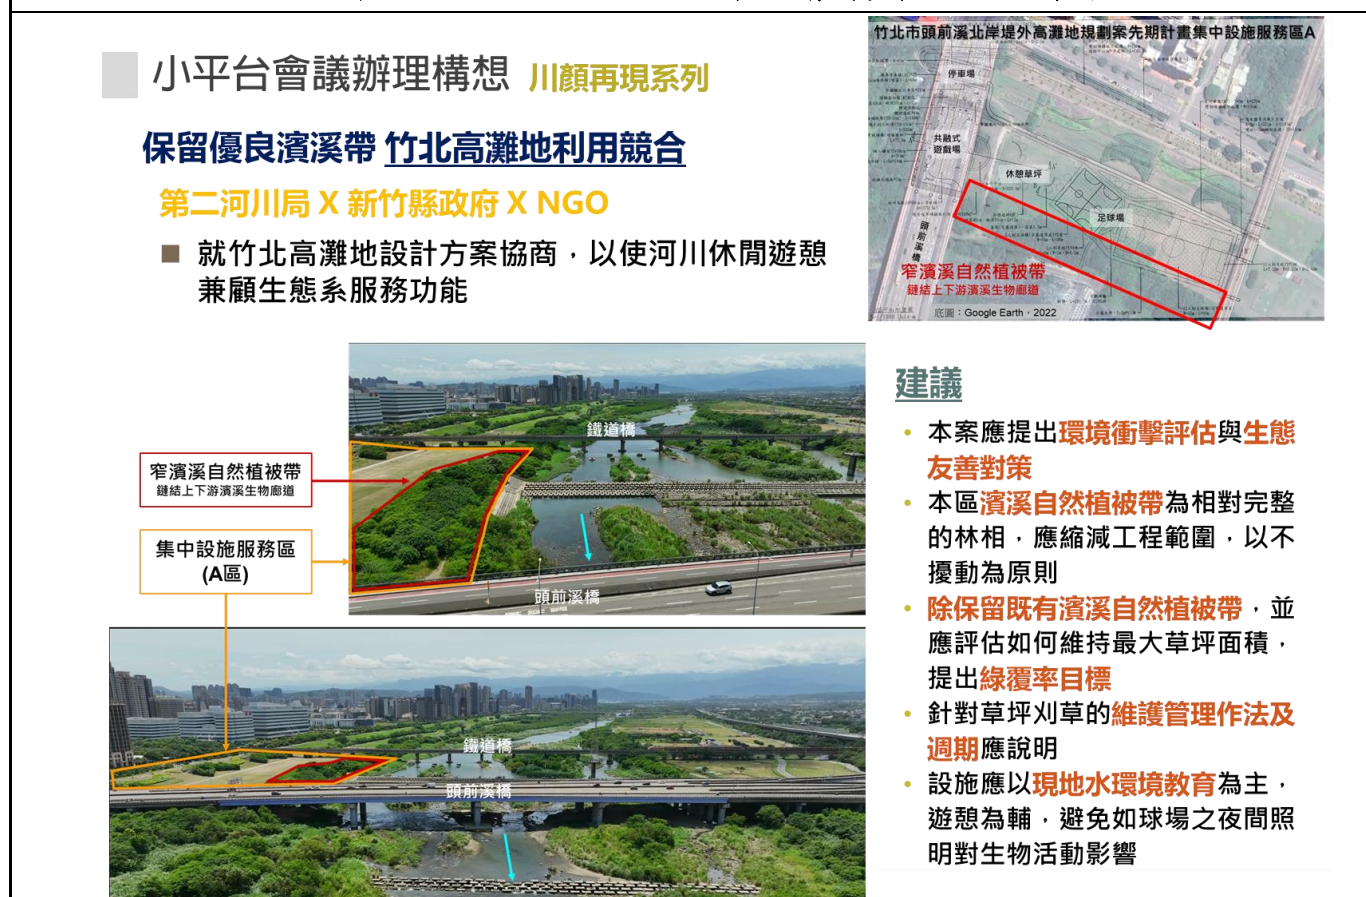 小平台會議辦理構想 川顏再現系列
保留優良濱溪帶 竹北高灘地利用競合
第二河川局 X 新竹縣政府 X NGO
■ 就竹北高灘地設計方案協商，以使河川休閒遊憩
兼顧生態系服務功能
竹北市頭前溪北岸堤外高灘地規劃案先期計畫集中設施服務區A
停車場
共融式
遊戲場
休憩草坪
足球場
頭前溪橋
窄濱溪自然植被帶
鏈結上下游濱溪生物廊道
底圖：Google Earth，2022
鐵道橋
頭前溪橋
窄濱溪自然植被帶
鏈結上下游濱溪生物廊道
集中設施服務區
(A區)
鐵道橋
頭前溪橋
建議
• 本案應提出環境衝擊評估與生態
友善對策
• 本區濱溪自然植被帶為相對完整
的林相，應縮減工程範圍，以不
擾動為原則
• 除保留既有濱溪自然植被帶，並
應評估如何維持最大草坪面積，
提出綠覆率目標
• 針對草坪刈草的維護管理作法及
週期應說明
• 設施應以現地水環境教育為主，
遊憩為輔，避免如球場之夜間照
明對生物活動影響